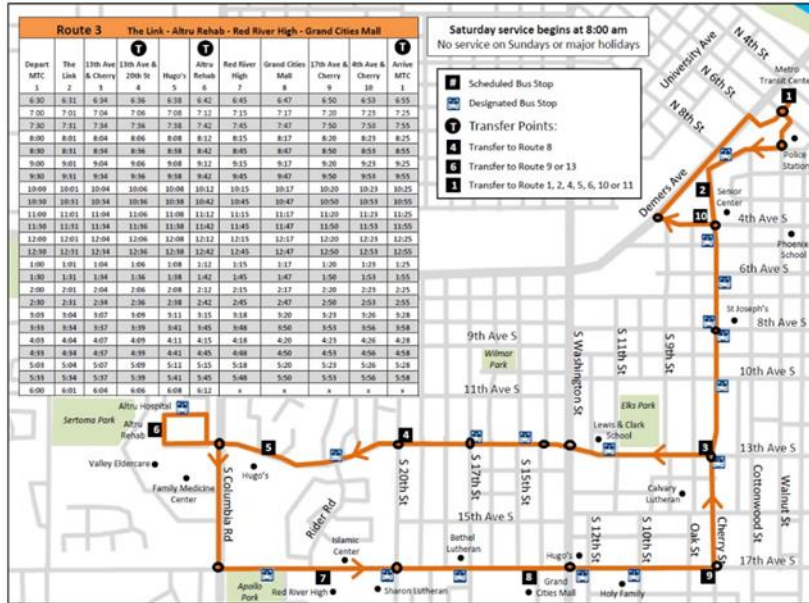 Route 3 The Link - Altru Rehab - Red River High - Grand Cities Mall
T T T
Depart The 13th Ave 13th Ave & Altru Red River Grand Cities 17th Ave & 4th Ave & Arrive
MTC Link & Cherry 20th St Hugo's Rehab High Mall Cherry Cherry MTC
1 2 3 4 5 6 7 8 9 10 1
6:30 6:31 6:34 6:36 6:38 6:42 6:45 6:47 6:50 6:53 6:55
7:00 7:01 7:04 7:06 7:08 7:12 7:15 7:17 7:20 7:23 7:25
7:30 7:31 7:34 7:36 7:38 7:42 7:45 7:47 7:50 7:53 7:55
8:00 8:01 8:04 8:06 8:08 8:12 8:15 8:17 8:20 8:23 8:25
8:30 8:31 8:34 8:36 8:38 8:42 8:45 8:47 8:50 8:53 8:55
9:00 9:01 9:04 9:06 9:08 9:12 9:15 9:17 9:20 9:23 9:25
9:30 9:31 9:34 9:36 9:38 9:42 9:45 9:47 9:50 9:53 9:55
10:00 10:01 10:04 10:06 10:08 10:12 10:15 10:17 10:20 10:23 10:25
10:30 10:31 10:34 10:36 10:38 10:42 10:45 10:47 10:50 10:53 10:55
11:00 11:01 11:04 11:06 11:08 11:12 11:15 11:17 11:20 11:23 11:25
11:30 11:31 11:34 11:36 11:38 11:42 11:45 11:47 11:50 11:53 11:55
12:00 12:01 12:04 12:06 12:08 12:12 12:15 12:17 12:20 12:23 12:25
12:30 12:31 12:34 12:36 12:38 12:42 12:45 12:47 12:50 12:53 12:55
1:00 1:01 1:04 1:06 1:08 1:12 1:15 1:17 1:20 1:23 1:25
1:30 1:31 1:34 1:36 1:38 1:42 1:45 1:47 1:50 1:53 1:55
2:00 2:01 2:04 2:06 2:08 2:12 2:15 2:17 2:20 2:23 2:25
2:30 2:31 2:34 2:36 2:38 2:42 2:45 2:47 2:50 2:53 2:55
3:03 3:04 3:07 3:09 3:11 3:15 3:18 3:20 3:23 3:26 3:28
3:33 3:34 3:37 3:39 3:41 3:45 3:48 3:50 3:53 3:56 3:58
4:03 4:04 4:07 4:09 4:11 4:15 4:18 4:20 4:23 4:26 4:28
4:33 4:34 4:37 4:39 4:41 4:45 4:48 4:50 4:53 4:56 4:58
5:03 5:04 5:07 5:09 5:11 5:15 5:18 5:20 5:23 5:26 5:28
5:33 5:34 5:37 5:39 5:41 5:45 5:48 5:50 5:53 5:56 5:58
6:00 6:01 6:04 6:06 6:08 6:12 x x x x x
Saturday service begins at 8:00 am
No service on Sundays or major holidays
# Scheduled Bus Stop
Designated Bus Stop
T Transfer Points:
4 Transfer to Route 8
6 Transfer to Route 9 or 13
1 Transfer to Route 1, 2, 4, 5, 6, 10 or 11
N 4th St
University Ave
N 6th St
N 8th St
Metro
Transit Center
1
Police
Station
Demers Ave
2
Senior
Center
10
4th Ave S
Phoenix
School
6th Ave S
St Joseph's
8th Ave S
9th Ave S
Wilmar
Park
S Washington St
S 11th St
S 9th St
10th Ave S
11th Ave S
Elks Park
Lewis & Clark
School
Altru Hospital
Sertoma Park
6
Altru
Rehab
5
4
3
13th Ave S
Valley Eldercare
Family Medicine
Center
Hugo's
S Columbia Rd
Rider Rd
S 20th St
S 17th St
S 15th St
Calvary
Lutheran
Cottonwood St
Walnut St
15th Ave S
Islamic
Center
Bethel
Lutheran
Hugo's
S 12th St
S 10th St
Oak St
Cherry St
17th Ave S
Apollo
Park
7
Red River High
Sharon Lutheran
8
Grand
Cities Mall
Holy Family
9